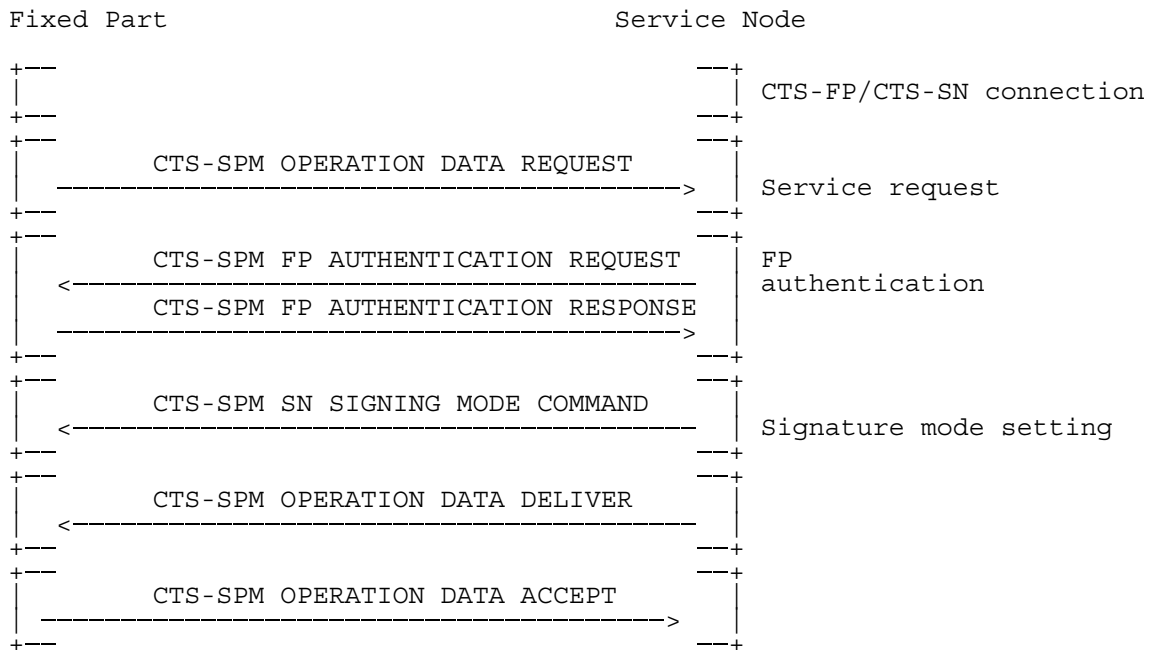 Fixed Part Service Node
CTS-FP/CTS-SN connection
CTS-SPM OPERATION DATA REQUEST
Service request
CTS-SPM FP AUTHENTICATION REQUEST FP
authentication
CTS-SPM FP AUTHENTICATION RESPONSE
CTS-SPM SN SIGNING MODE COMMAND
Signature mode setting
CTS-SPM OPERATION DATA DELIVER
CTS-SPM OPERATION DATA ACCEPT